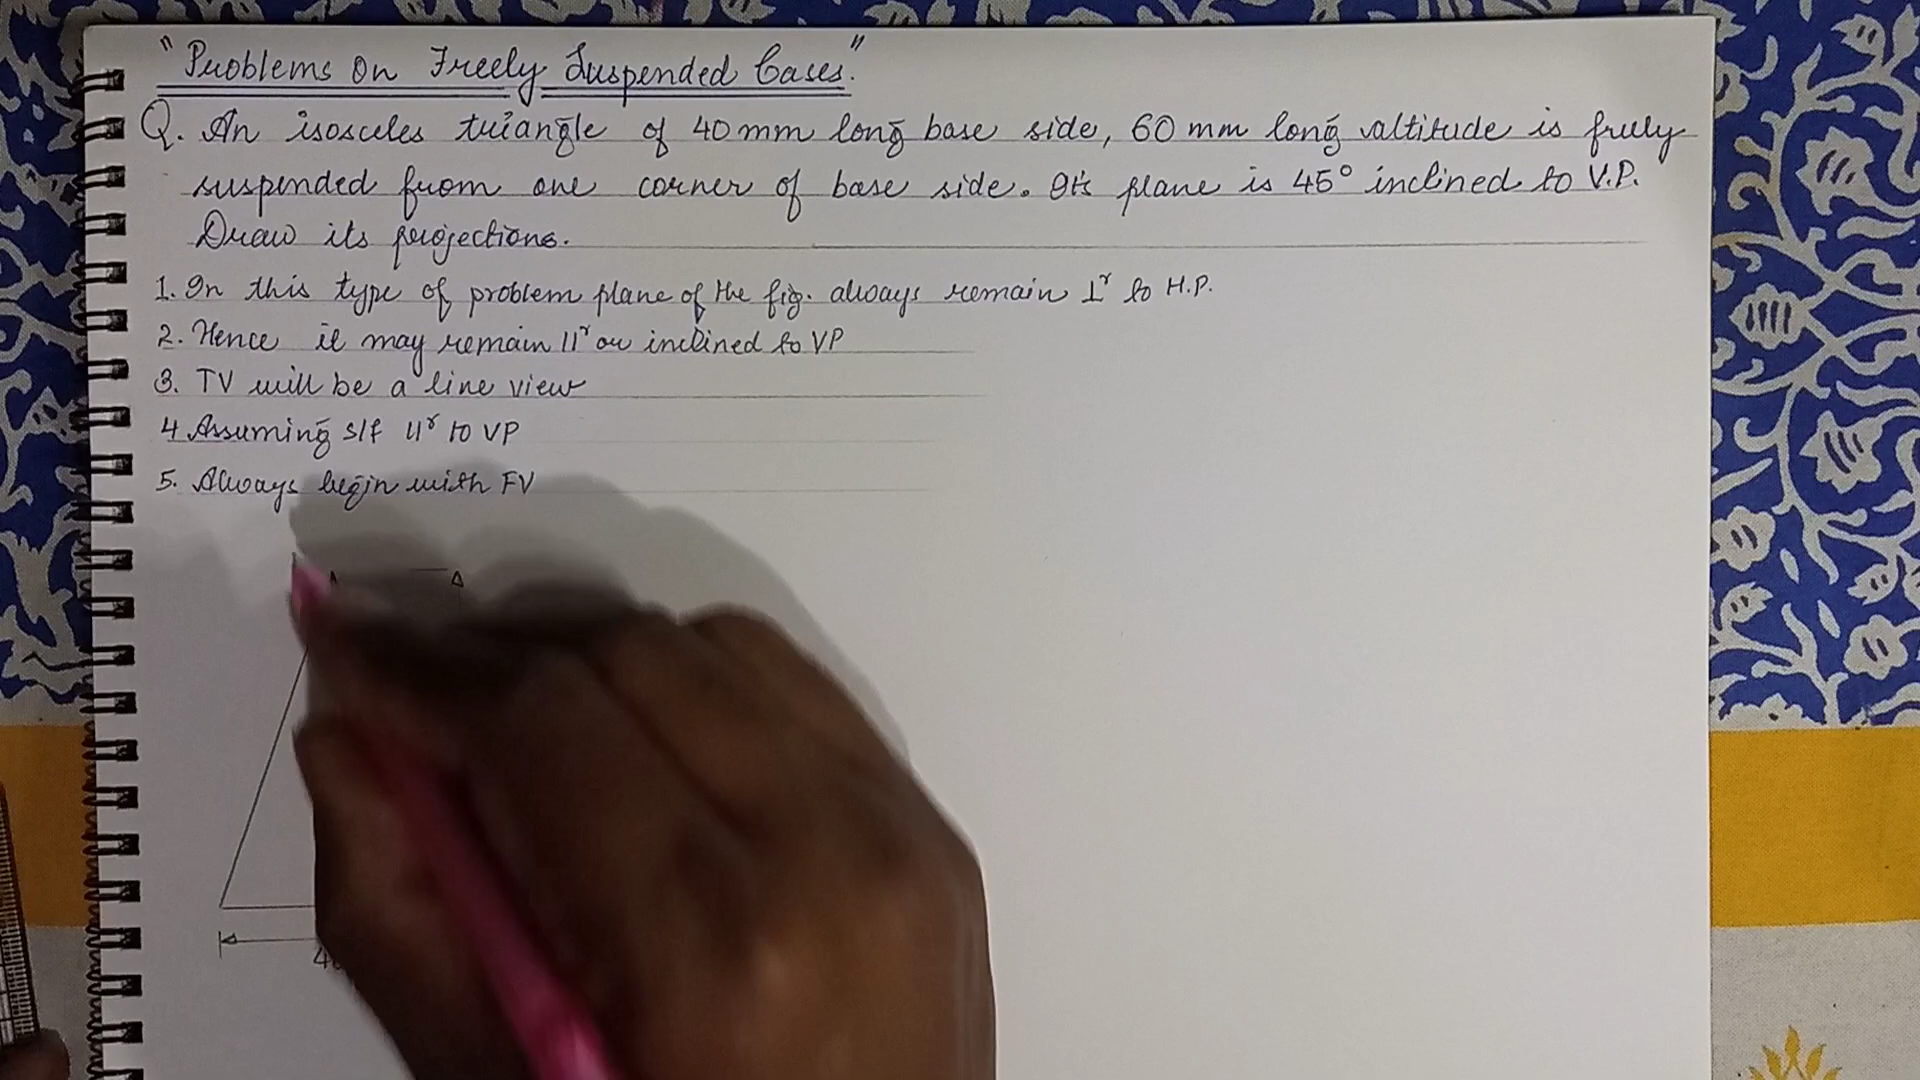 "Problems On Freely Suspended Cases."
Q. An isosceles triangle of 40 mm long base side, 60 mm long altitude is freely
suspended from one corner of base side. It's plane is 45° inclined to V.P.
Draw its projections.
1. In this type of problem plane of the fig. always remain ⊥r to H.P.
2. Hence it may remain 11r or inclined to VP
3. TV will be a line view
4 Assuming s/f 11r to VP
5. Always begin with FV
A